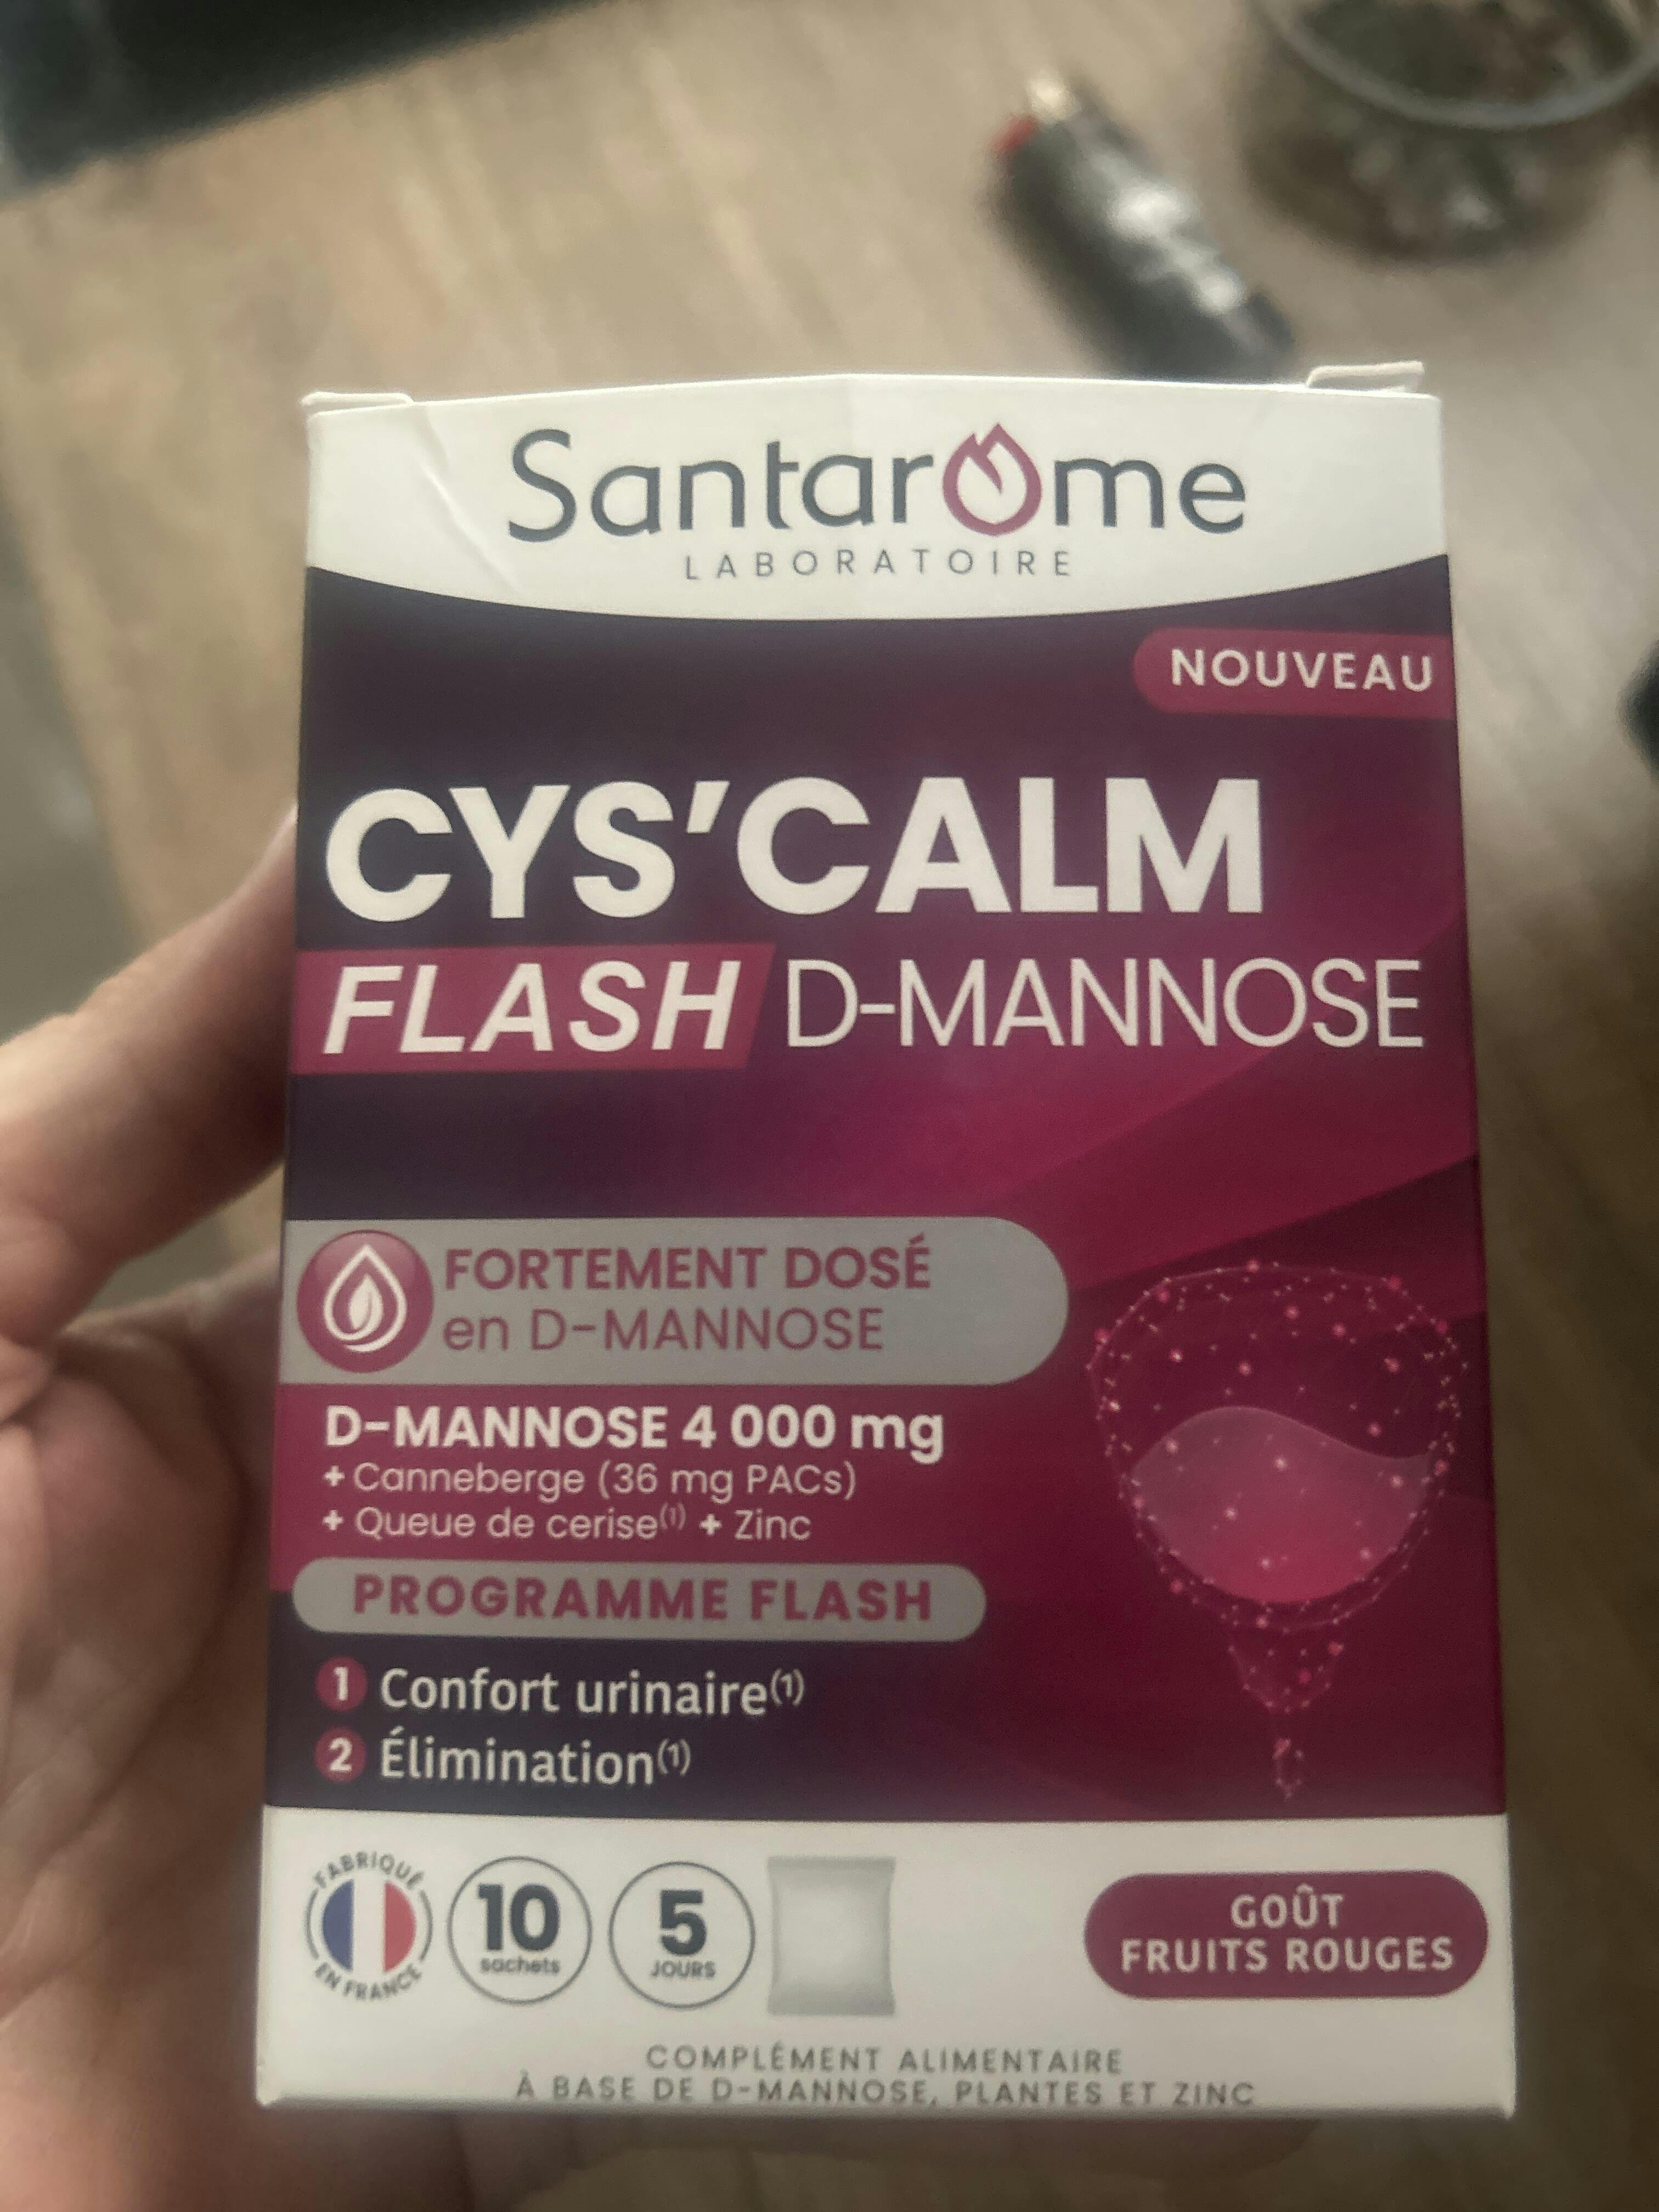 Santarôme
LABORATOIRE
NOUVEAU
CYS'CALM
FLASH D-MANNOSE
FORTEMENT DOSÉ
en D-MANNOSE
D-MANNOSE 4 000 mg
+ Canneberge (36 mg PACs)
+ Queue de cerise(1) + Zinc
PROGRAMME FLASH
1 Confort urinaire(1)
2 Élimination(1)
FABRIQUÉ EN FRANCE
10
sachets
5
JOURS
GOÛT
FRUITS ROUGES
COMPLÉMENT ALIMENTAIRE
À BASE DE D-MANNOSE, PLANTES ET ZINC